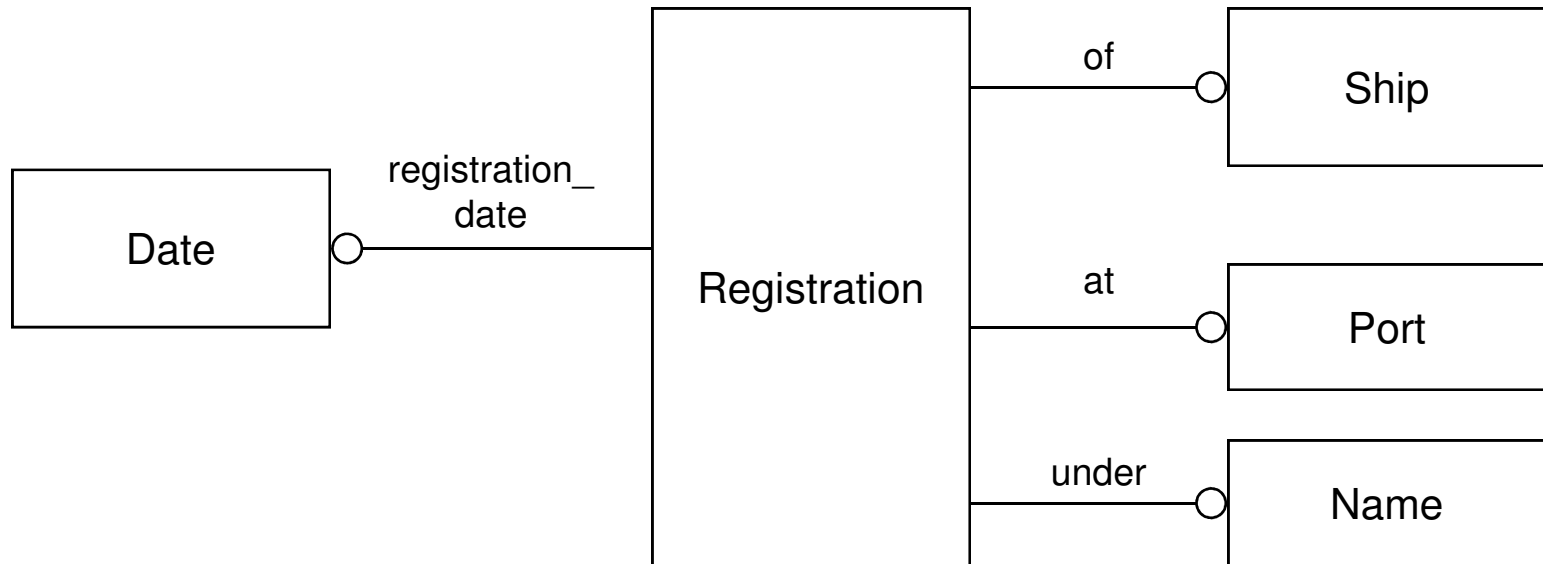 of
Ship
registration_
date
Date
Registration
at
Port
under
Name